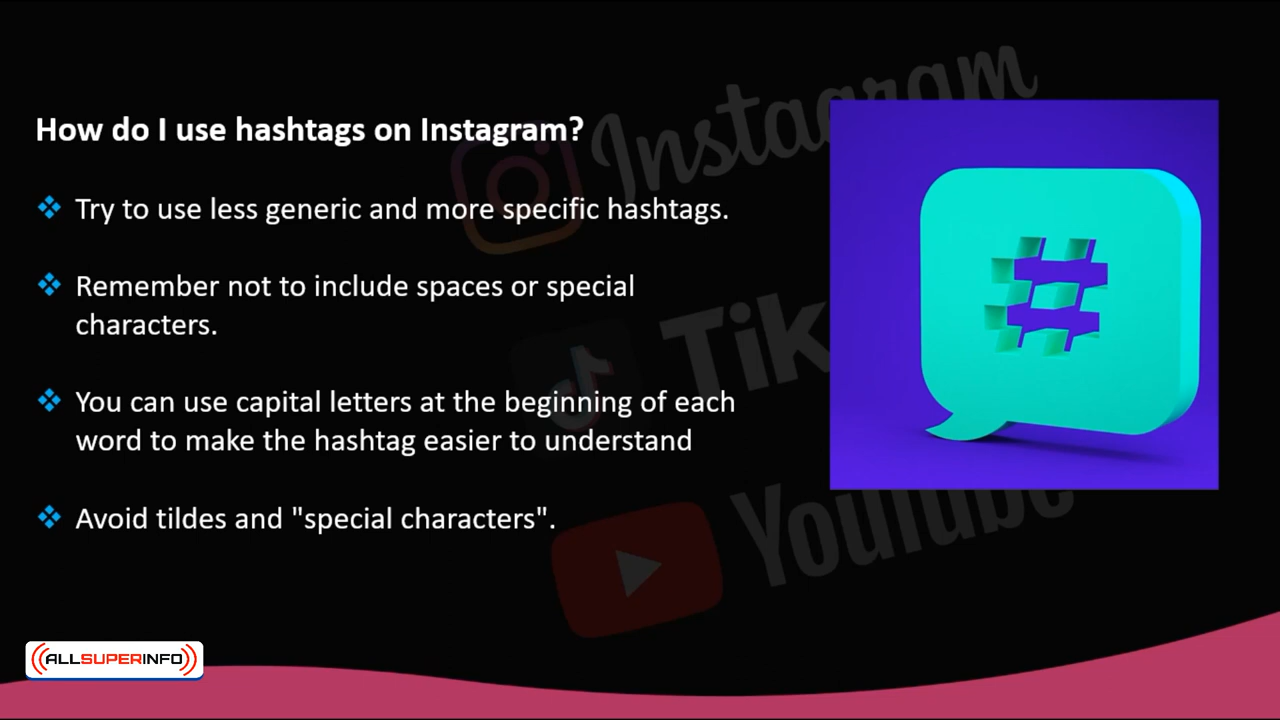 How do I use hashtags on Instagram?
Try to use less generic and more specific hashtags.
Remember not to include spaces or special
characters.
You can use capital letters at the beginning of each
word to make the hashtag easier to understand
Avoid tildes and "special characters".
Instagram
Tik
YouTube
#
ALLSUPERINFO